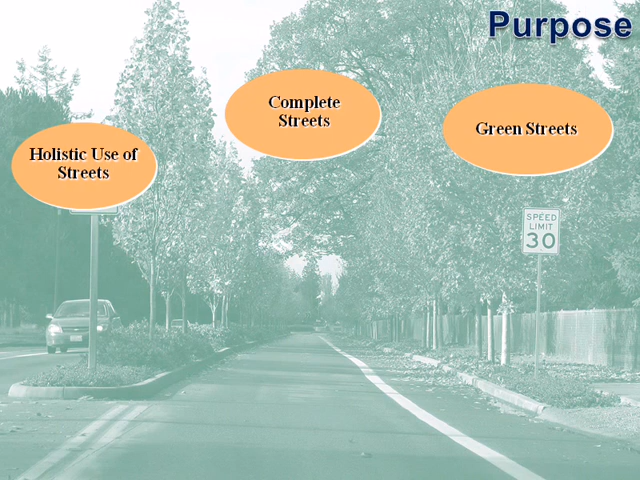 Purpose
Complete
Streets
Green Streets
Holistic Use of
Streets
SPEED
LIMIT
30